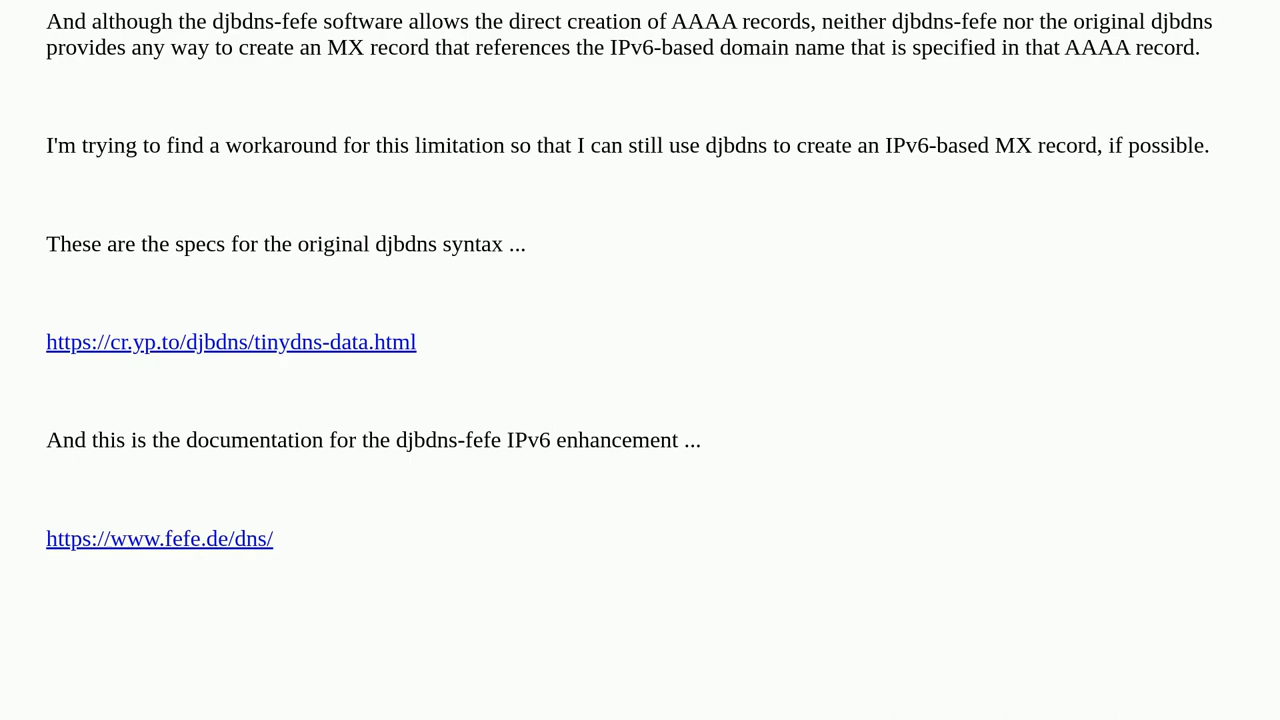 And although the djbdns-fefe software allows the direct creation of AAAA records, neither djbdns-fefe nor the original djbdns
provides any way to create an MX record that references the IPv6-based domain name that is specified in that AAAA record.
I'm trying to find a workaround for this limitation so that I can still use djbdns to create an IPv6-based MX record, if possible.
These are the specs for the original djbdns syntax ...
https://cr.yp.to/djbdns/tinydns-data.html
And this is the documentation for the djbdns-fefe IPv6 enhancement ...
https://www.fefe.de/dns/